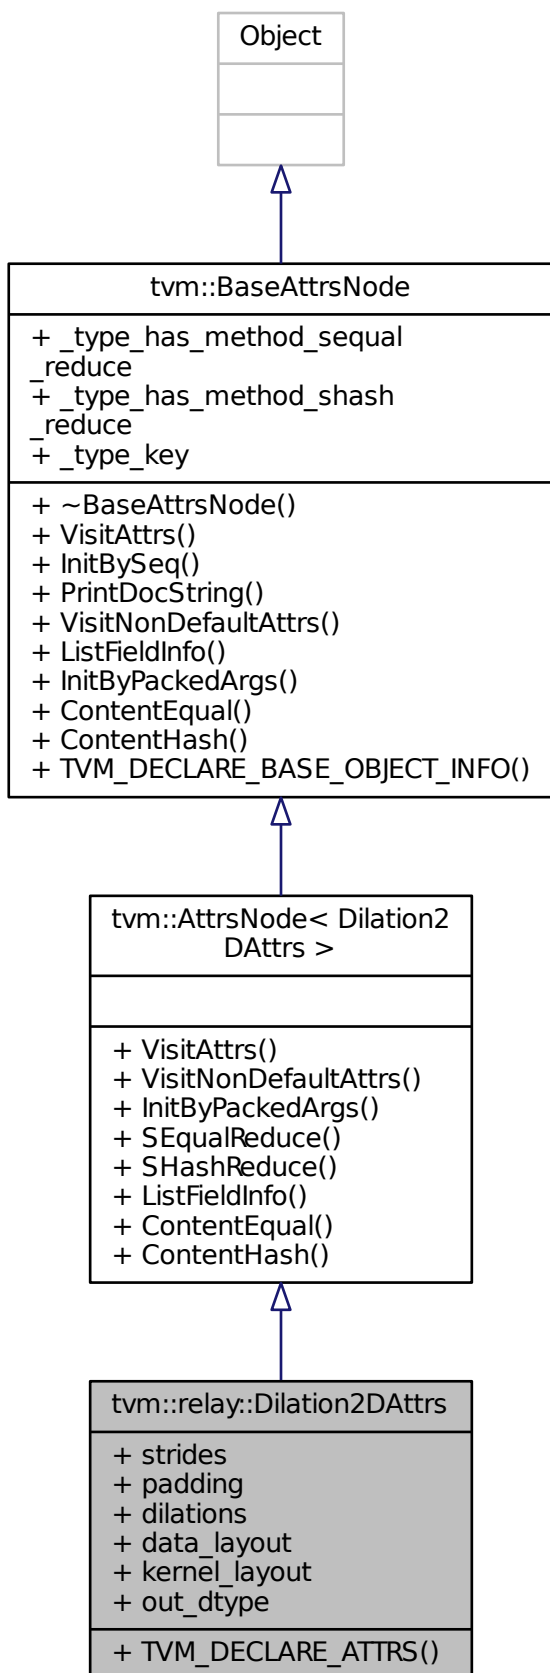 Object
tvm::BaseAttrsNode
+ _type_has_method_sequal
_reduce
+ _type_has_method_shash
_reduce
+ _type_key
+ ~BaseAttrsNode()
+ VisitAttrs()
+ InitBySeq()
+ PrintDocString()
+ VisitNonDefaultAttrs()
+ ListFieldInfo()
+ InitByPackedArgs()
+ ContentEqual()
+ ContentHash()
+ TVM_DECLARE_BASE_OBJECT_INFO()
tvm::AttrsNode< Dilation2
DAttrs >
+ VisitAttrs()
+ VisitNonDefaultAttrs()
+ InitByPackedArgs()
+ SEqualReduce()
+ SHashReduce()
+ ListFieldInfo()
+ ContentEqual()
+ ContentHash()
tvm::relay::Dilation2DAttrs
+ strides
+ padding
+ dilations
+ data_layout
+ kernel_layout
+ out_dtype
+ TVM_DECLARE_ATTRS()